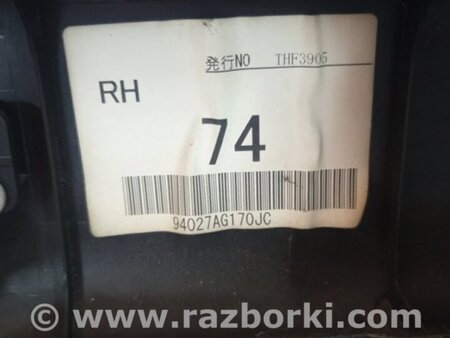 発行NO THF3905
RH
74
94027AG170JC
© www.razborki.com